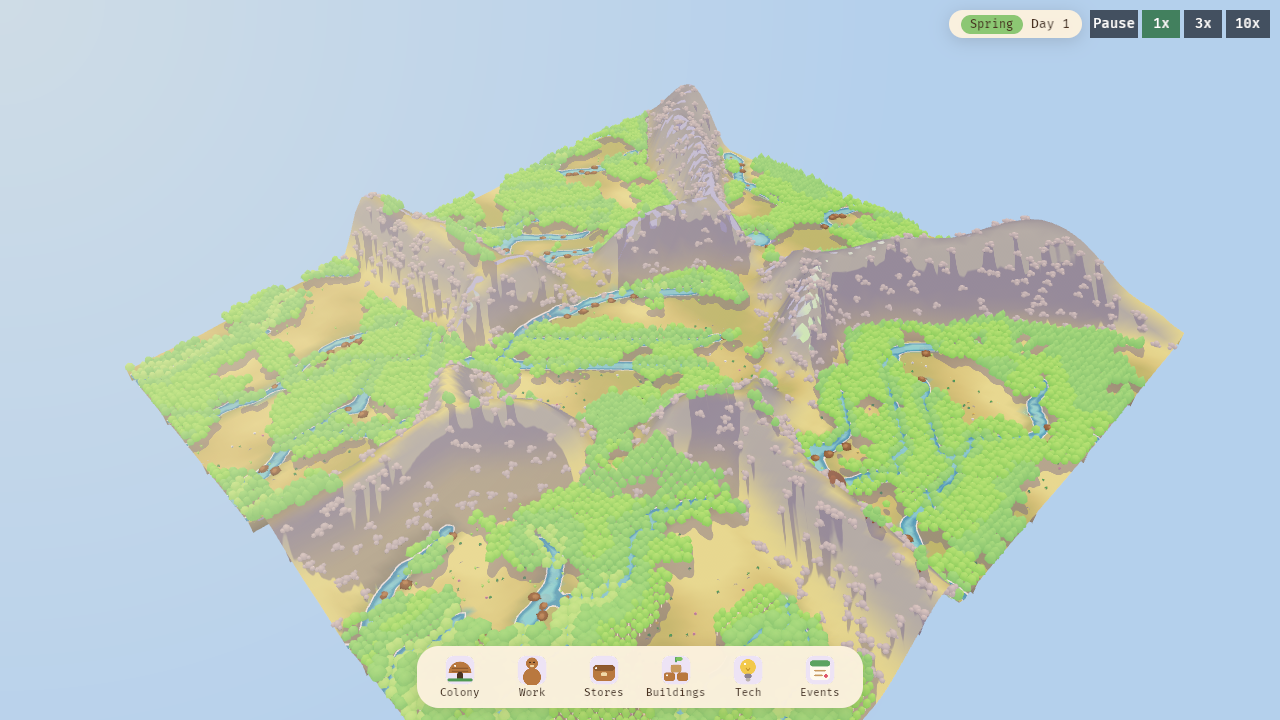 Spring Day 1 Pause 1x 3x 10x
Colony Work Stores Buildings Tech Events